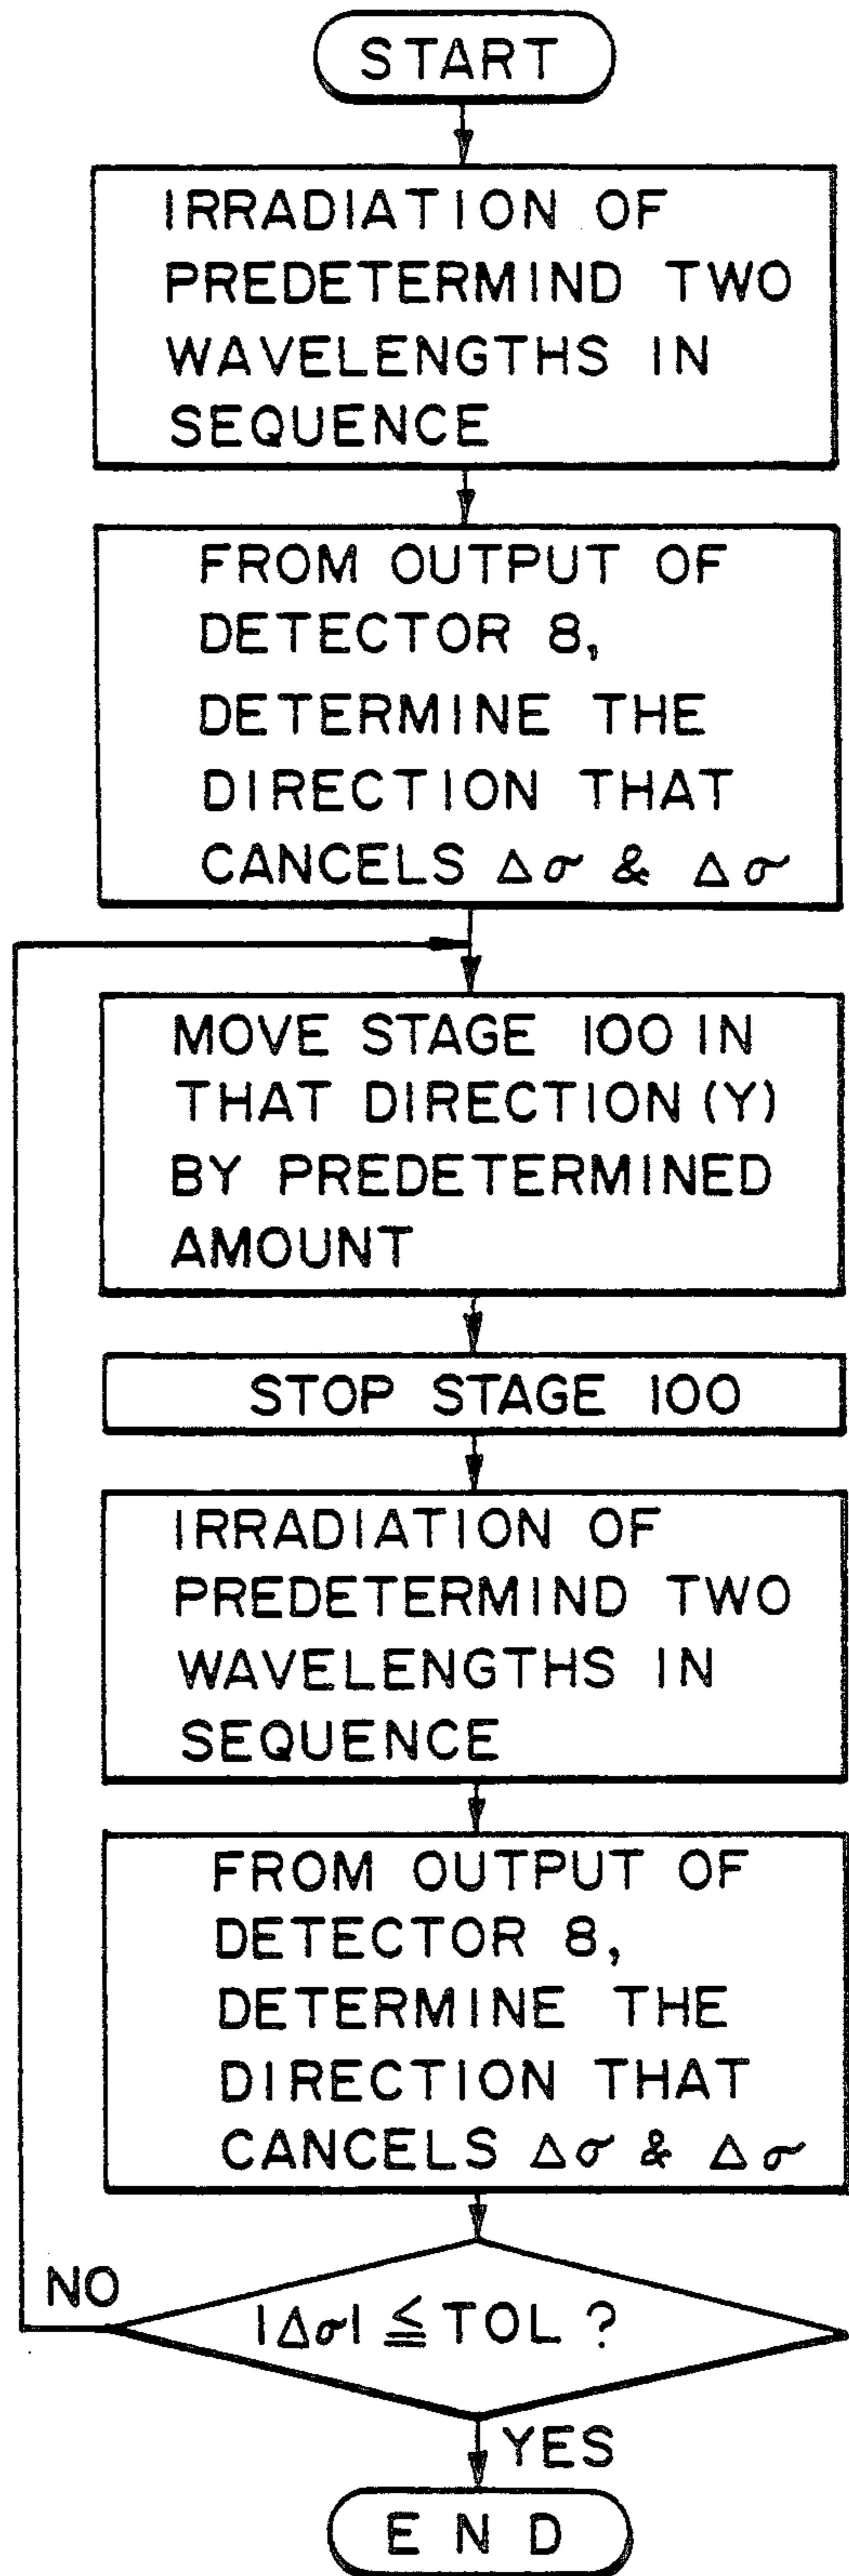 START
IRRADIATION OF
PREDETERMIND TWO
WAVELENGTHS IN
SEQUENCE
FROM OUTPUT OF
DETECTOR 8,
DETERMINE THE
DIRECTION THAT
CANCELS Δσ & Δσ
MOVE STAGE 100 IN
THAT DIRECTION (Y)
BY PREDETERMINED
AMOUNT
STOP STAGE 100
IRRADIATION OF
PREDETERMIND TWO
WAVELENGTHS IN
SEQUENCE
FROM OUTPUT OF
DETECTOR 8,
DETERMINE THE
DIRECTION THAT
CANCELS Δσ & Δσ
NO
|Δσ| ≦ TOL ?
YES
END